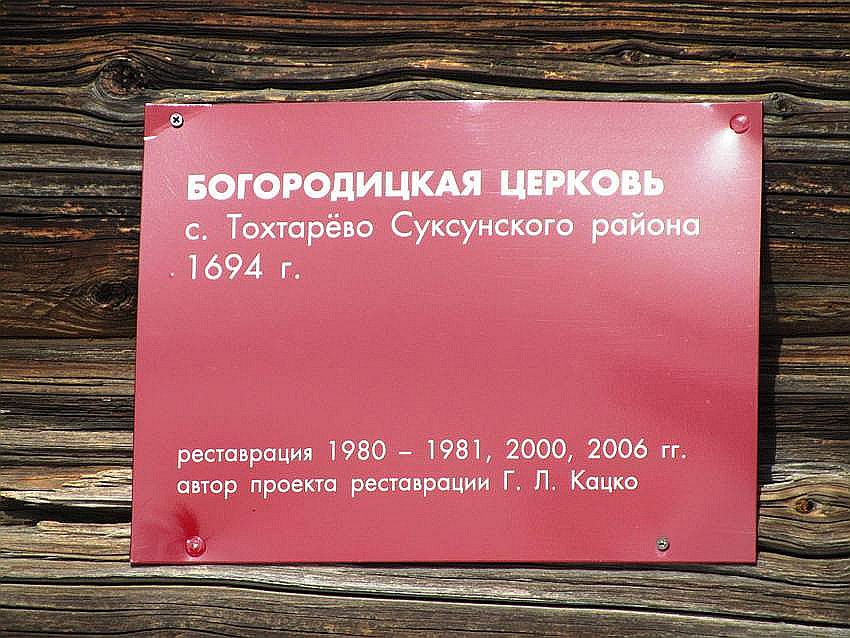 БОГОРОДИЦКАЯ ЦЕРКОВЬ
с. Тохтарёво Суксунского района
1694 г.
реставрация 1980 – 1981, 2000, 2006 гг.
автор проекта реставрации Г. Л. Кацко